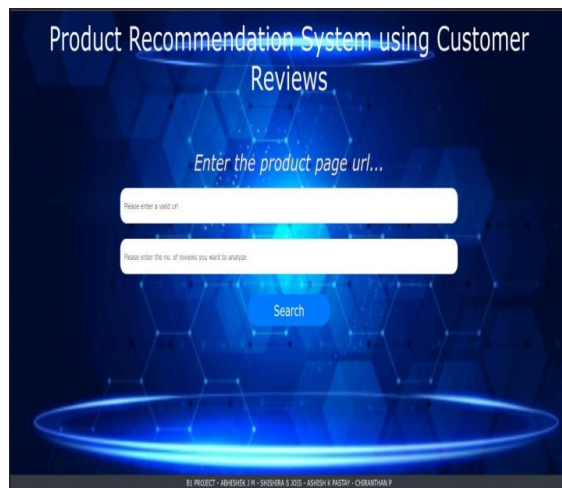 Product Recommendation System using Customer
Reviews
Enter the product page url...
Please enter a valid url
Please enter the no. of reviews you want to analyze
Search
B1 PROJECT - ABHISHEK J M - SHISHIRA S JOIS - ASHISH K PASTAY - CHIRANTHAN P